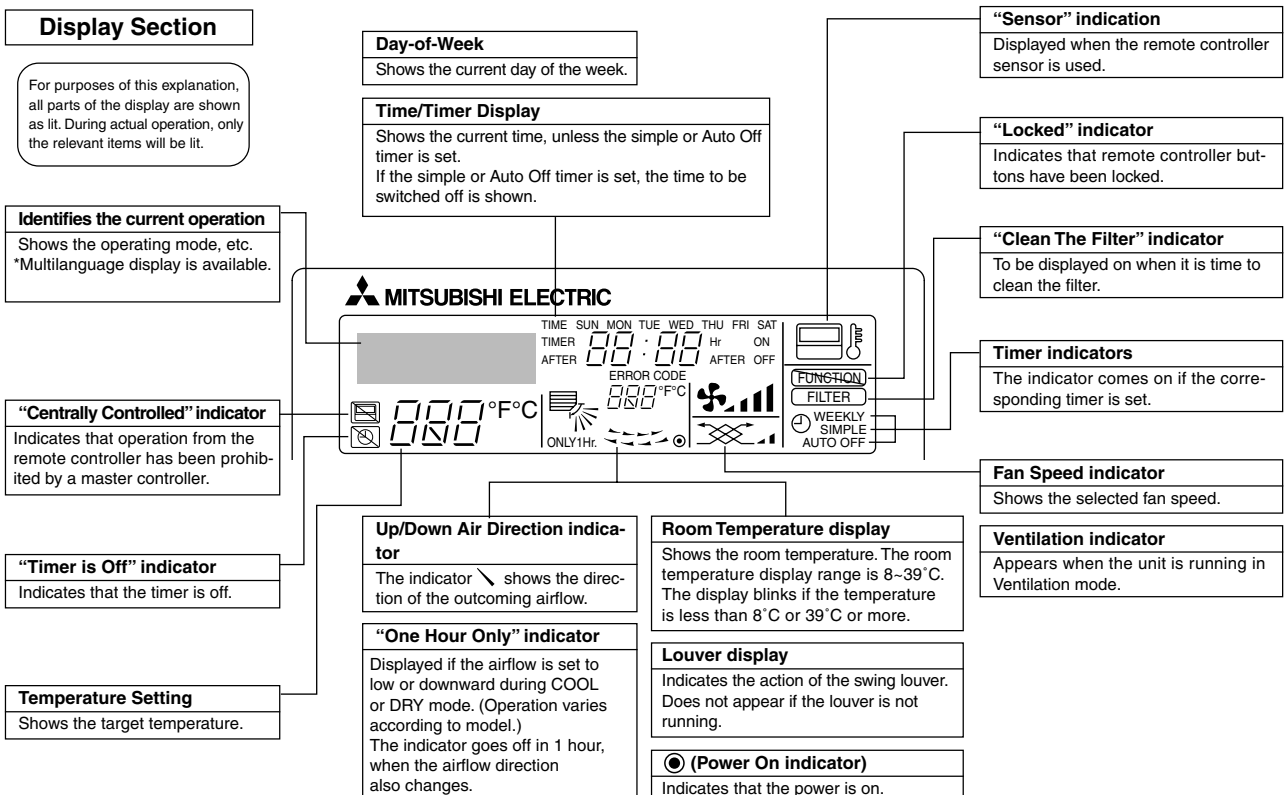 Display Section
For purposes of this explanation,
all parts of the display are shown
as lit. During actual operation, only
the relevant items will be lit.
Identifies the current operation
Shows the operating mode, etc.
*Multilanguage display is available.
"Centrally Controlled" indicator
Indicates that operation from the
remote controller has been prohib-
ited by a master controller.
"Timer is Off" indicator
Indicates that the timer is off.
Temperature Setting
Shows the target temperature.
Day-of-Week
Shows the current day of the week.
Time/Timer Display
Shows the current time, unless the simple or Auto Off
timer is set.
If the simple or Auto Off timer is set, the time to be
switched off is shown.
MITSUBISHI ELECTRIC
TIME SUN MON TUE WED THU FRI SAT
TIMER 88:88 Hr ON
AFTER AFTER OFF
ERROR CODE
888°F°C
888°F°C
ONLY1Hr.
FUNCTION
FILTER
WEEKLY
SIMPLE
AUTO OFF
Up/Down Air Direction indica-
tor
The indicator shows the direc-
tion of the outcoming airflow.
"One Hour Only" indicator
Displayed if the airflow is set to
low or downward during COOL
or DRY mode. (Operation varies
according to model.)
The indicator goes off in 1 hour,
when the airflow direction
also changes.
Room Temperature display
Shows the room temperature. The room
temperature display range is 8~39˚C.
The display blinks if the temperature
is less than 8˚C or 39˚C or more.
Louver display
Indicates the action of the swing louver.
Does not appear if the louver is not
running.
(Power On indicator)
Indicates that the power is on.
"Sensor" indication
Displayed when the remote controller
sensor is used.
"Locked" indicator
Indicates that remote controller but-
tons have been locked.
"Clean The Filter" indicator
To be displayed on when it is time to
clean the filter.
Timer indicators
The indicator comes on if the corre-
sponding timer is set.
Fan Speed indicator
Shows the selected fan speed.
Ventilation indicator
Appears when the unit is running in
Ventilation mode.